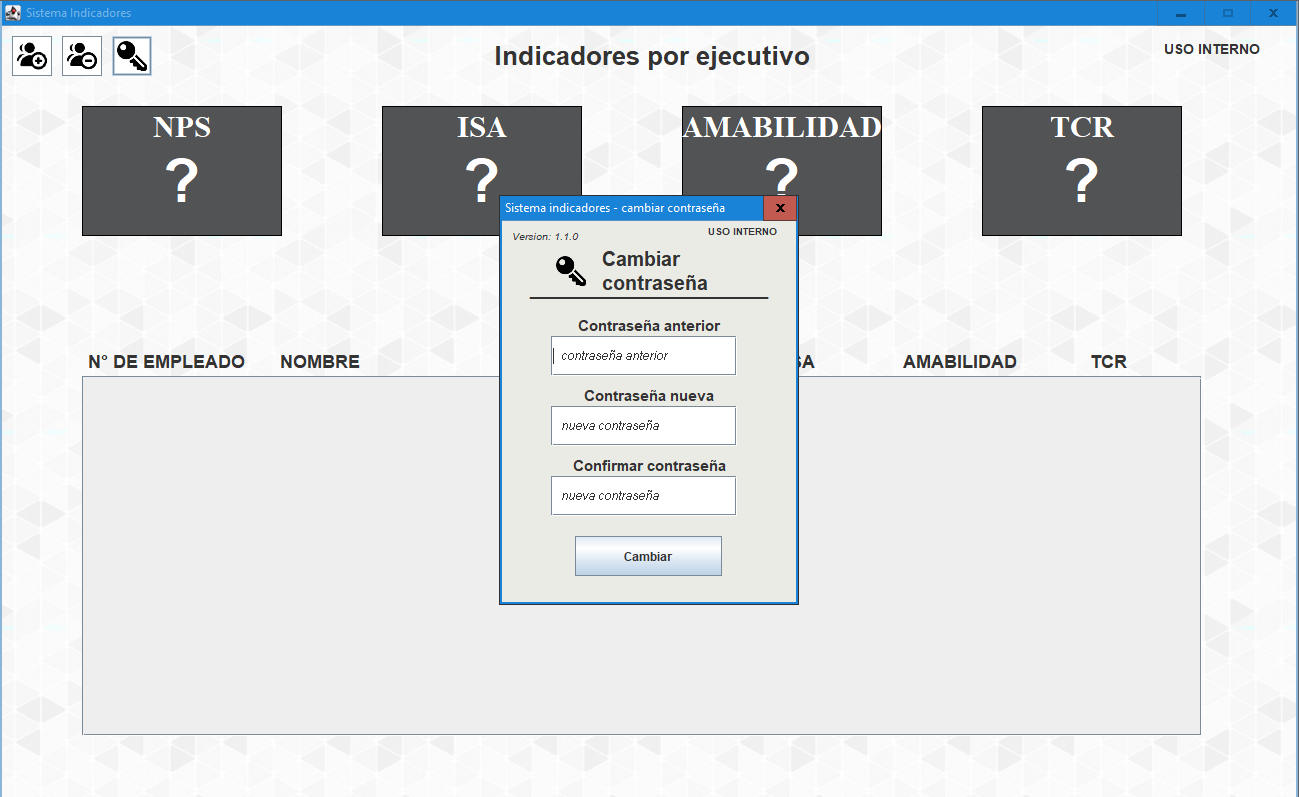 Sistema Indicadores
Indicadores por ejecutivo
USO INTERNO
NPS
ISA
AMABILIDAD
TCR
?
?
?
?
Sistema indicadores - cambiar contraseña
Version: 1.1.0
USO INTERNO
Cambiar
contraseña
Contraseña anterior
contraseña anterior
Contraseña nueva
nueva contraseña
Confirmar contraseña
nueva contraseña
Cambiar
N° DE EMPLEADO
NOMBRE
SA
AMABILIDAD
TCR